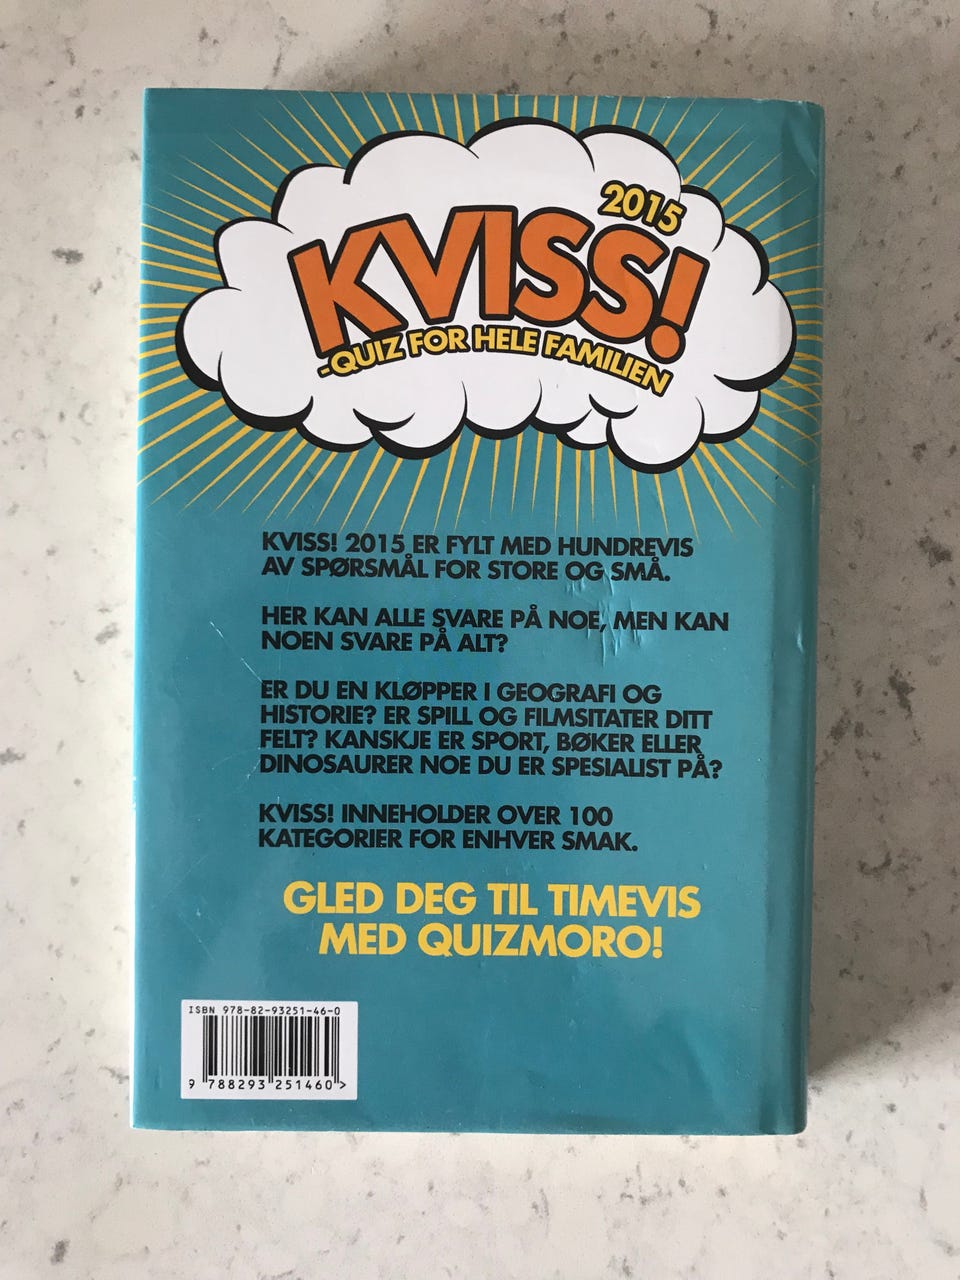 2015
KVISS!
-QUIZ FOR HELE FAMILIEN
KVISS! 2015 ER FYLT MED HUNDREVIS
AV SPØRSMÅL FOR STORE OG SMÅ.
HER KAN ALLE SVARE PÅ NOE, MEN KAN
NOEN SVARE PÅ ALT?
ER DU EN KLØPPER I GEOGRAFI OG
HISTORIE? ER SPILL OG FILMSITATER DITT
FELT? KANSKJE ER SPORT, BØKER ELLER
DINOSAURER NOE DU ER SPESIALIST PÅ?
KVISS! INNEHOLDER OVER 100
KATEGORIER FOR ENHVER SMAK.
GLED DEG TIL TIMEVIS
MED QUIZMORO!
ISBN 978-82-93251-46-0
9 788293 251460 >